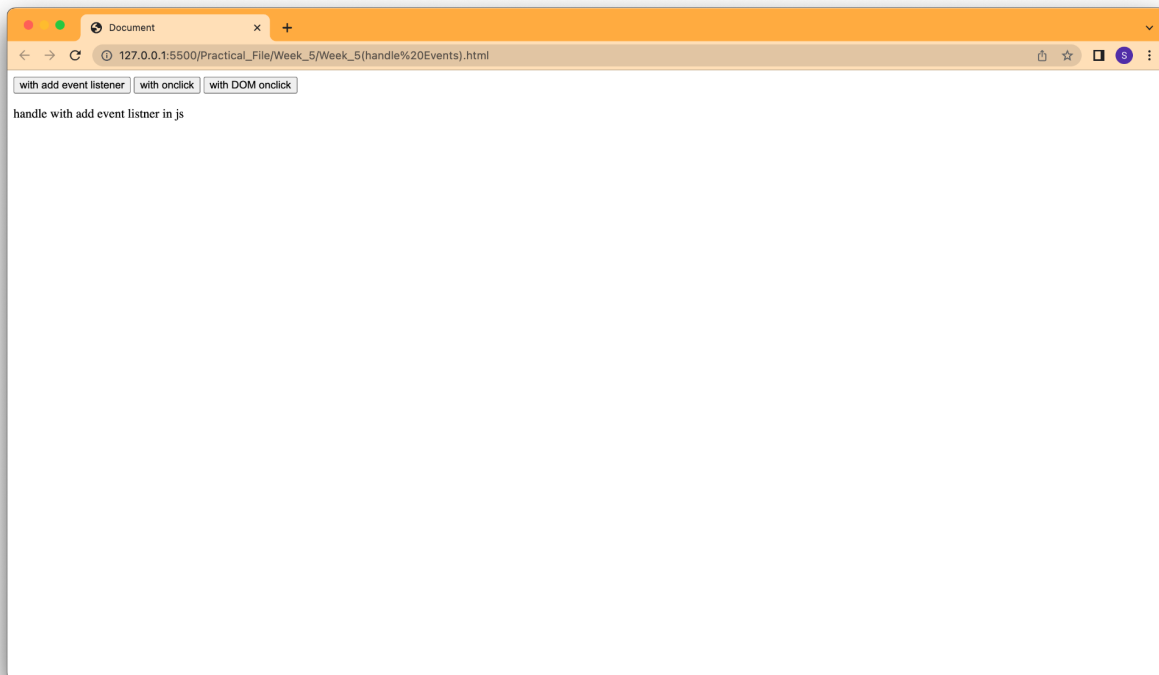 Document
127.0.0.1:5500/Practical_File/Week_5/Week_5(handle%20Events).html
S
with add event listener with onclick with DOM onclick
handle with add event listner in js